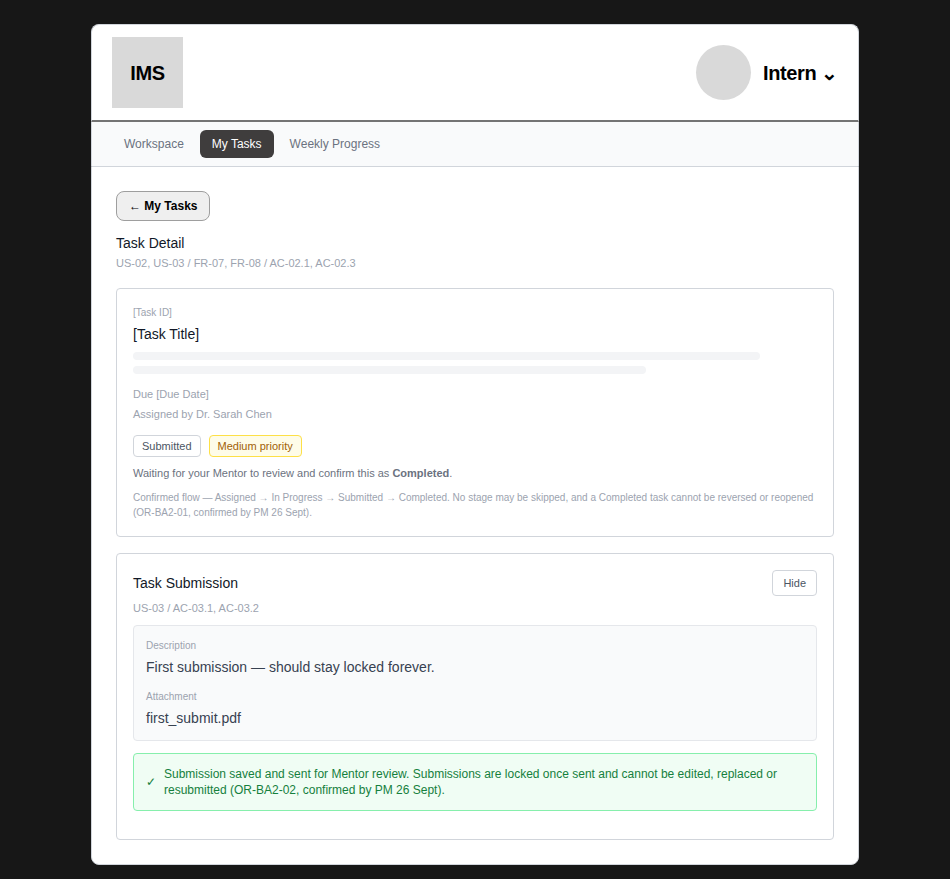 IMS
Intern ⌄
Workspace
My Tasks
Weekly Progress
← My Tasks
Task Detail
US-02, US-03 / FR-07, FR-08 / AC-02.1, AC-02.3
[Task ID]
[Task Title]
Due [Due Date]
Assigned by Dr. Sarah Chen
Submitted
Medium priority
Waiting for your Mentor to review and confirm this as Completed.
Confirmed flow — Assigned → In Progress → Submitted → Completed. No stage may be skipped, and a Completed task cannot be reversed or reopened
(OR-BA2-01, confirmed by PM 26 Sept).
Task Submission
Hide
US-03 / AC-03.1, AC-03.2
Description
First submission — should stay locked forever.
Attachment
first_submit.pdf
✓ Submission saved and sent for Mentor review. Submissions are locked once sent and cannot be edited, replaced or
resubmitted (OR-BA2-02, confirmed by PM 26 Sept).